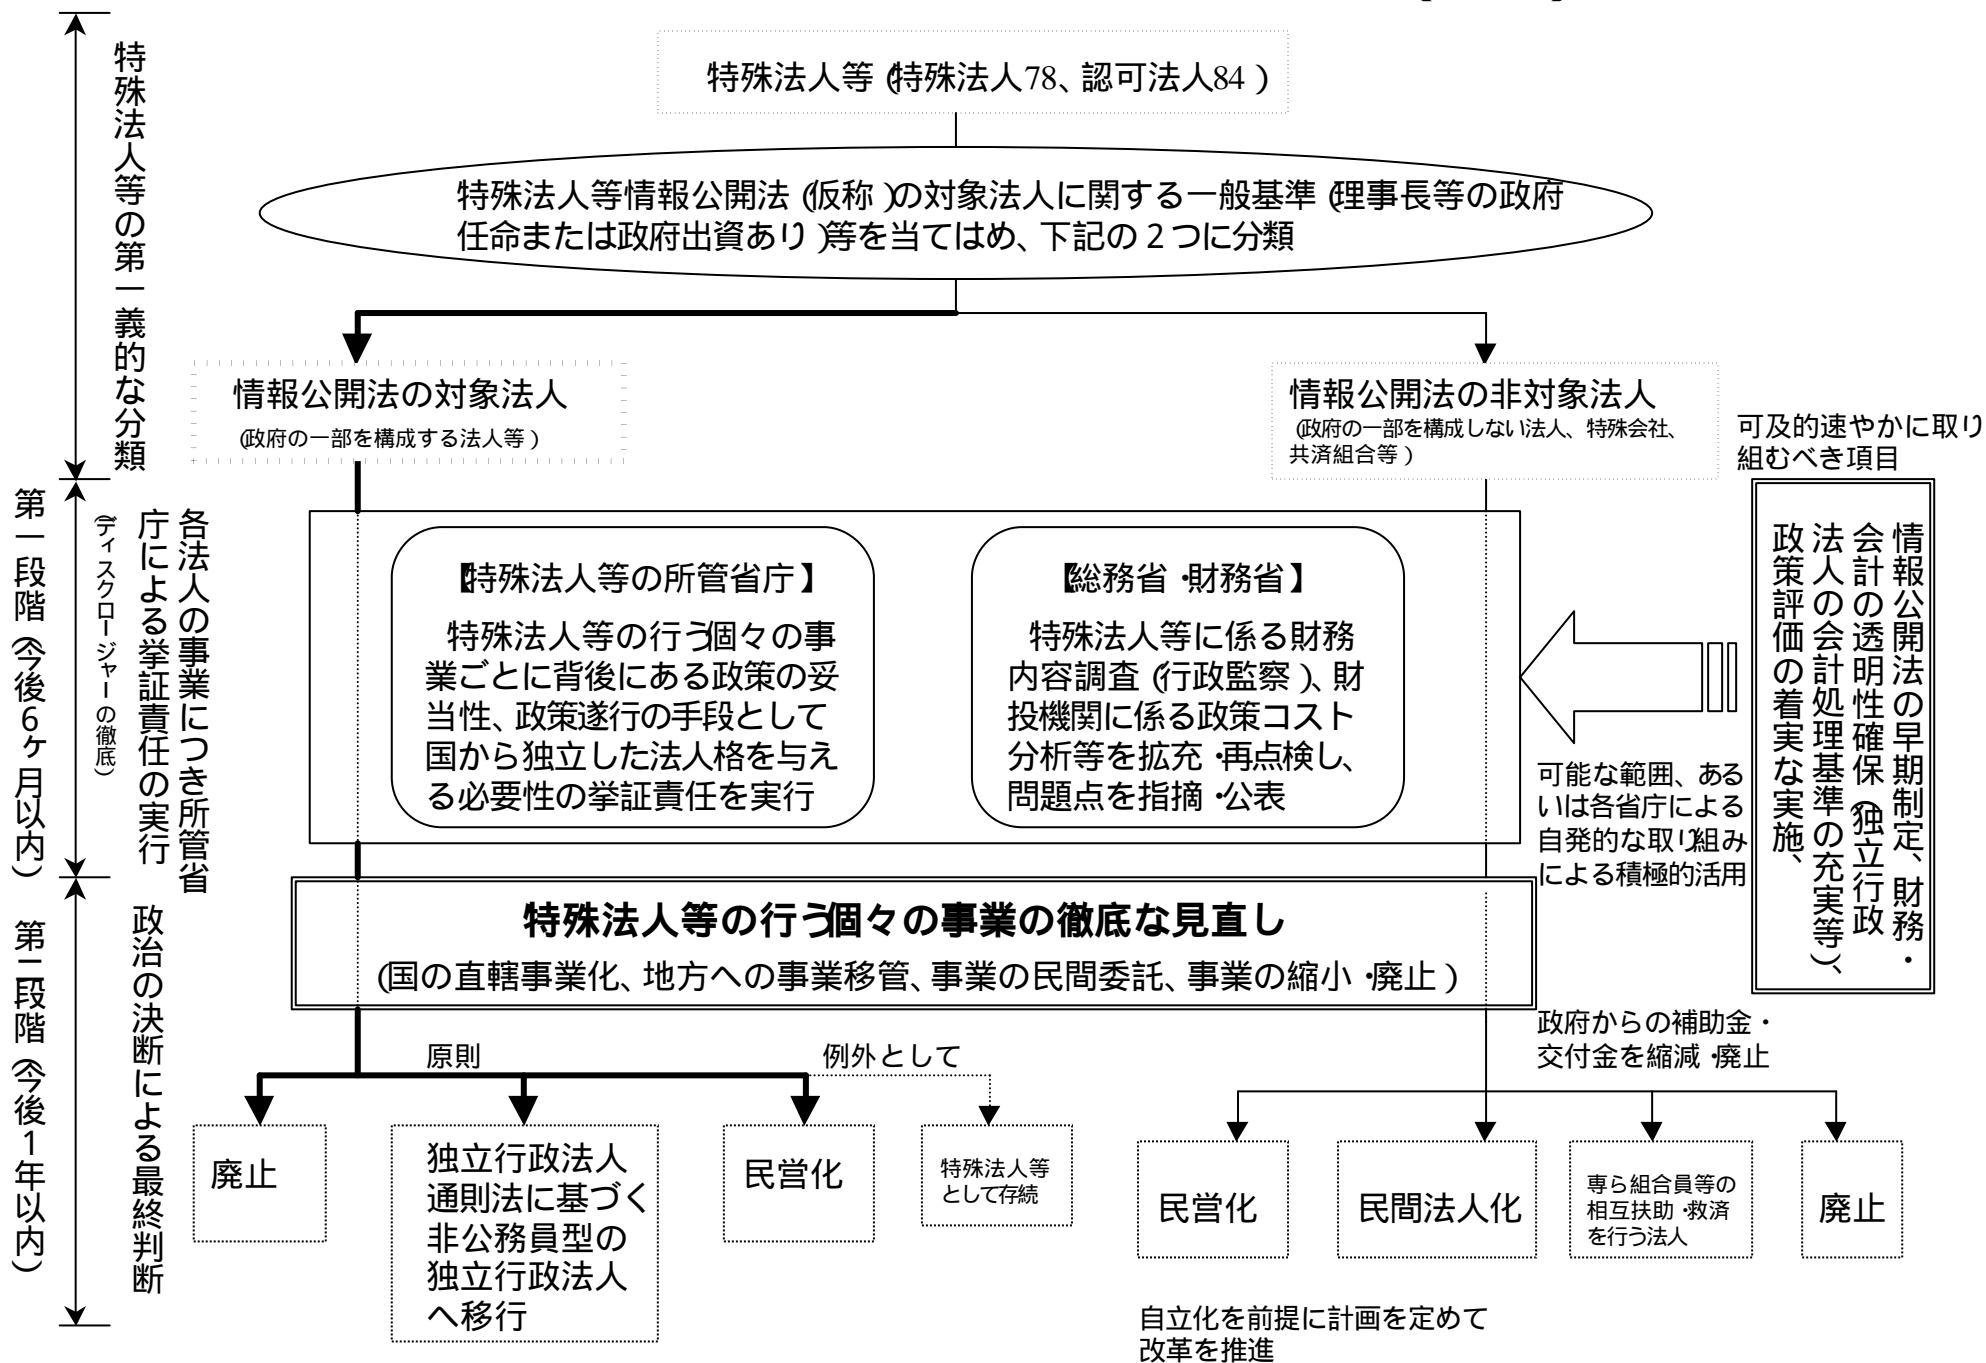 特殊法人等（特殊法人78、認可法人84）
特殊法人等情報公開法（仮称）の対象法人に関する一般基準（理事長等の政府
任命または政府出資あり）等を当てはめ、下記の２つに分類
特殊法人等の第一義的な分類
情報公開法の対象法人
（政府の一部を構成する法人等）
情報公開法の非対象法人
（政府の一部を構成しない法人、特殊会社、
共済組合等）
可及的速やかに取り
組むべき項目
情報公開法の早期制定、財務・
会計の透明性確保（独立行政
法人の会計処理基準の充実等）、
政策評価の着実な実施、
第一段階（今後６ヶ月以内）
各法人の事業につき所管省
庁による挙証責任の実行
（ディスクロージャーの徹底）
【特殊法人等の所管省庁】
特殊法人等の行う個々の事
業ごとに背後にある政策の妥
当性、政策遂行の手段として
国から独立した法人格を与え
る必要性の挙証責任を実行
【総務省・財務省】
特殊法人等に係る財務
内容調査（行政監察）、財
投機関に係る政策コスト
分析等を拡充・再点検し、
問題点を指摘・公表
可能な範囲、ある
いは各省庁による
自発的な取り組み
による積極的活用
第二段階（今後１年以内）
政治の決断による最終判断
特殊法人等の行う個々の事業の徹底な見直し
（国の直轄事業化、地方への事業移管、事業の民間委託、事業の縮小・廃止）
政府からの補助金・
交付金を縮減・廃止
原則
例外として
廃止
独立行政法人
通則法に基づく
非公務員型の
独立行政法人
へ移行
民営化
特殊法人等
として存続
民営化
民間法人化
専ら組合員等の
相互扶助・救済
を行う法人
廃止
自立化を前提に計画を定めて
改革を推進